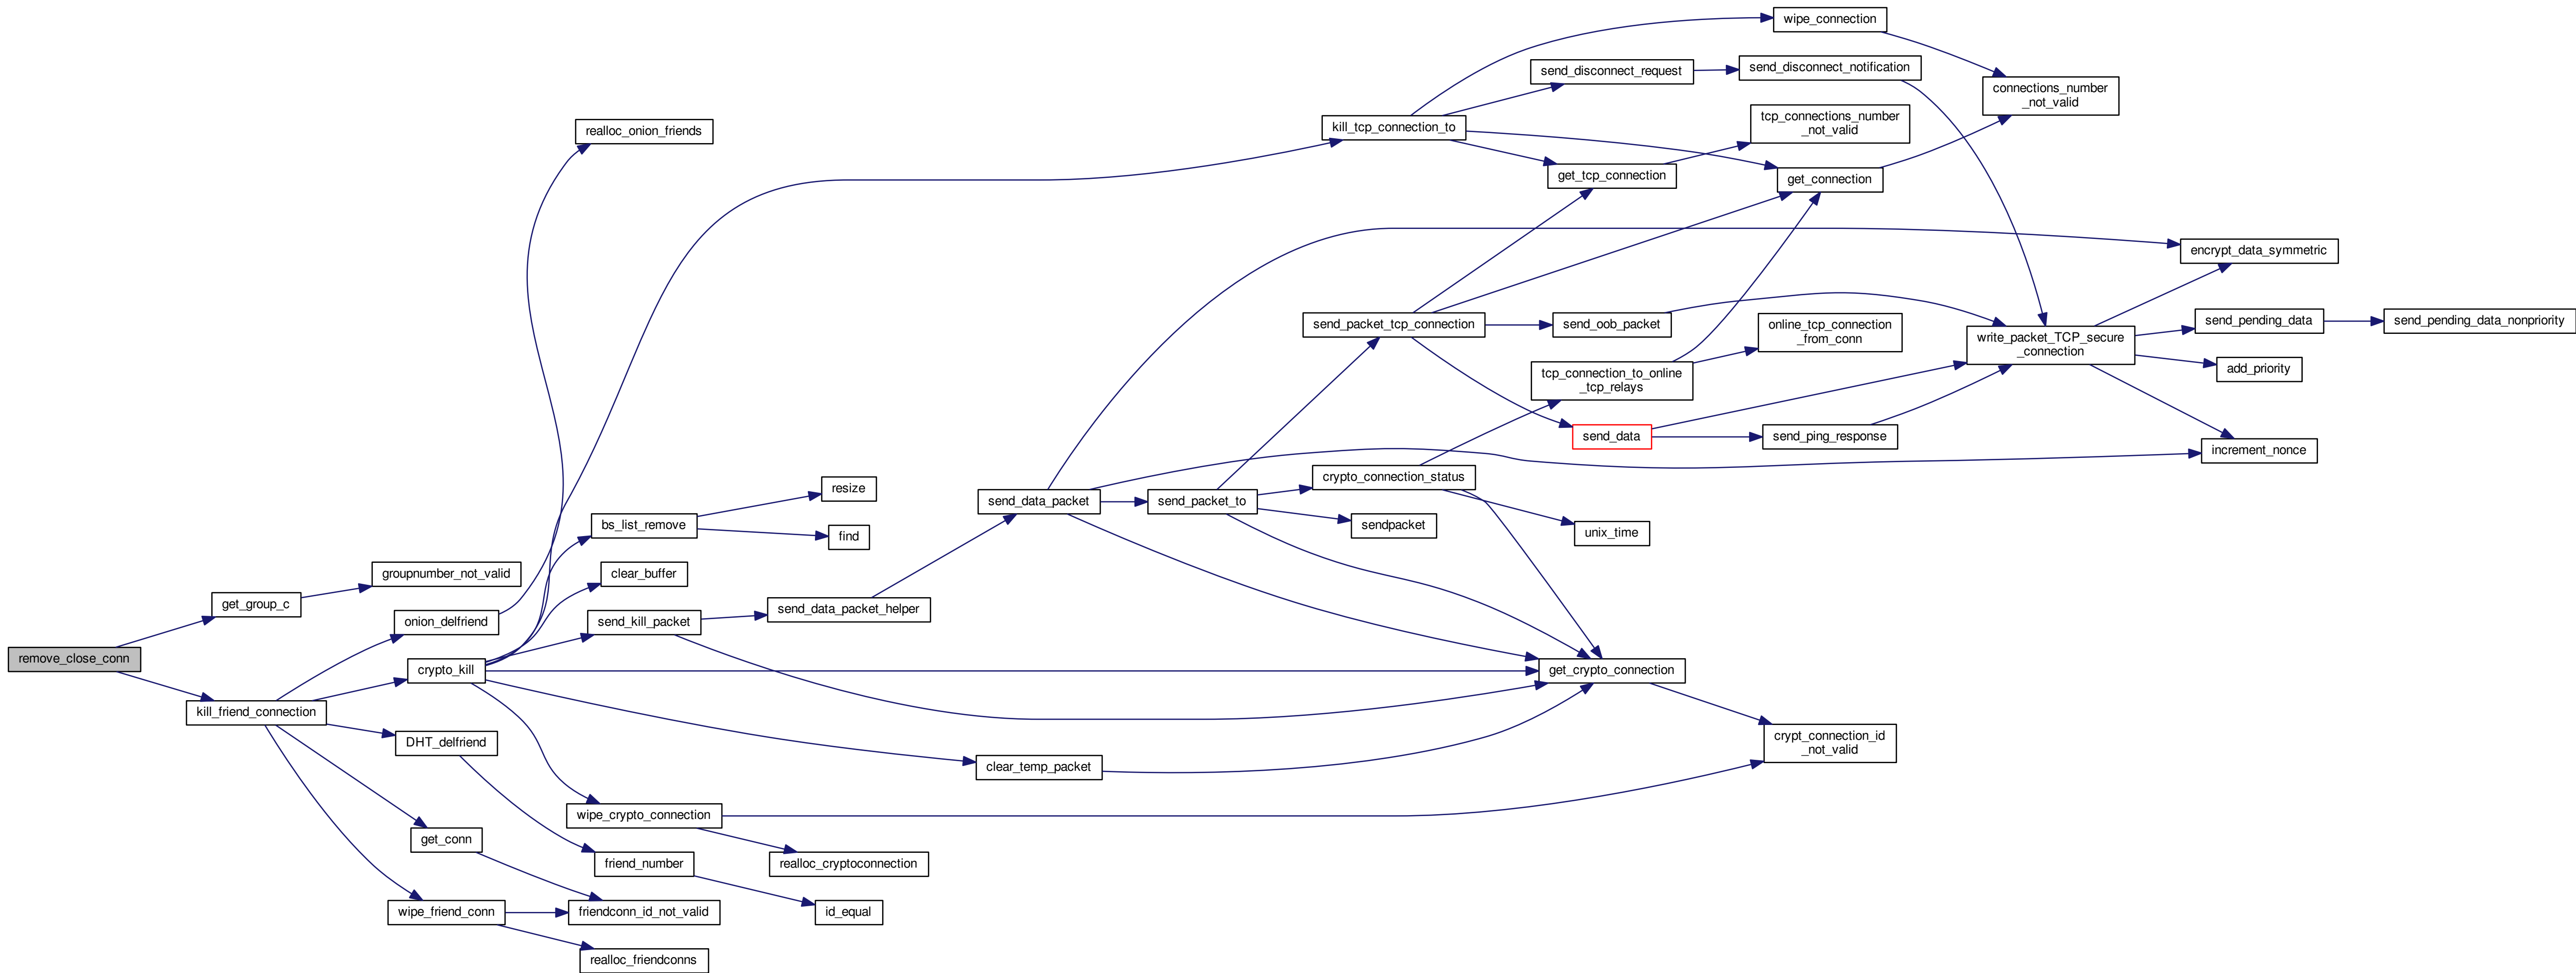 wipe_connection
send_disconnect_request
send_disconnect_notification
connections_number
_not_valid
realloc_onion_friends
kill_tcp_connection_to
tcp_connections_number
_not_valid
get_tcp_connection
get_connection
encrypt_data_symmetric
send_packet_tcp_connection
send_oob_packet
online_tcp_connection
_from_conn
write_packet_TCP_secure
_connection
send_pending_data
send_pending_data_nonpriority
tcp_connection_to_online
_tcp_relays
add_priority
send_data
send_ping_response
increment_nonce
resize
bs_list_remove
find
send_data_packet
send_packet_to
crypto_connection_status
sendpacket
unix_time
groupnumber_not_valid
clear_buffer
get_group_c
onion_delfriend
send_kill_packet
send_data_packet_helper
remove_close_conn
crypto_kill
get_crypto_connection
kill_friend_connection
DHT_delfriend
clear_temp_packet
crypt_connection_id
_not_valid
wipe_crypto_connection
get_conn
friend_number
realloc_cryptoconnection
wipe_friend_conn
friendconn_id_not_valid
id_equal
realloc_friendconns